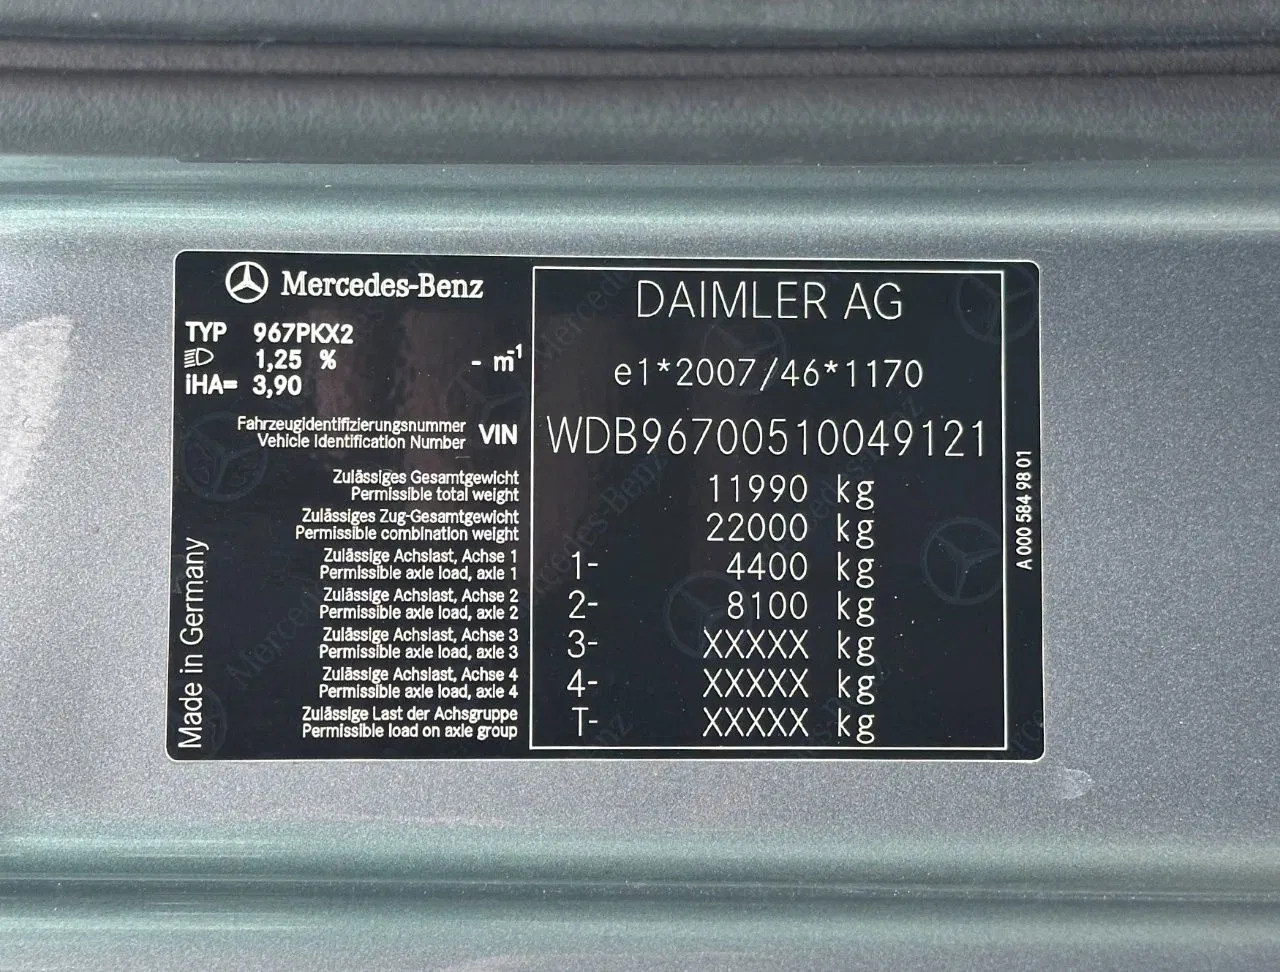 Mercedes-Benz
TYP 967PKX2
1,25 % - m-1
iHA= 3,90
DAIMLER AG
e1*2007/46*1170
Fahrzeugidentifizierungsnummer
Vehicle Identification Number VIN WDB96700510049121
Zulässiges Gesamtgewicht
Permissible total weight 11990 kg
Zulässiges Zug-Gesamtgewicht
Permissible combination weight 22000 kg
Zulässige Achslast, Achse 1
Permissible axle load, axle 1 1- 4400 kg
Zulässige Achslast, Achse 2
Permissible axle load, axle 2 2- 8100 kg
Zulässige Achslast, Achse 3
Permissible axle load, axle 3 3- XXXXX kg
Zulässige Achslast, Achse 4
Permissible axle load, axle 4 4- XXXXX kg
Zulässige Last der Achsgruppe
Permissible load on axle group T- XXXXX kg
Made in Germany
A 000 584 98 01